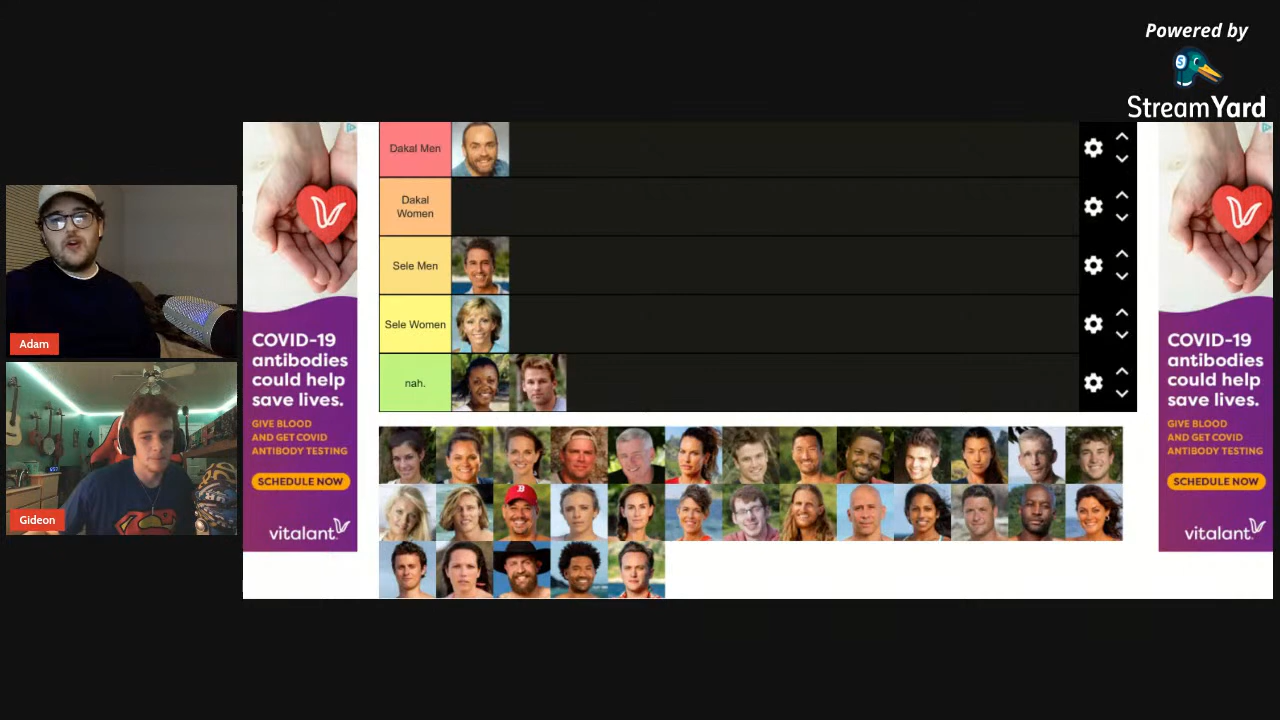 Powered by
S
StreamYard
Adam
Gideon
COVID-19
antibodies
could help
save lives.
GIVE BLOOD
AND GET COVID
ANTIBODY TESTING
SCHEDULE NOW
vitalant
Dakal Men
Dakal
Women
Sele Men
Sele Women
nah.
B
COVID-19
antibodies
could help
save lives.
GIVE BLOOD
AND GET COVID
ANTIBODY TESTING
SCHEDULE NOW
vitalant